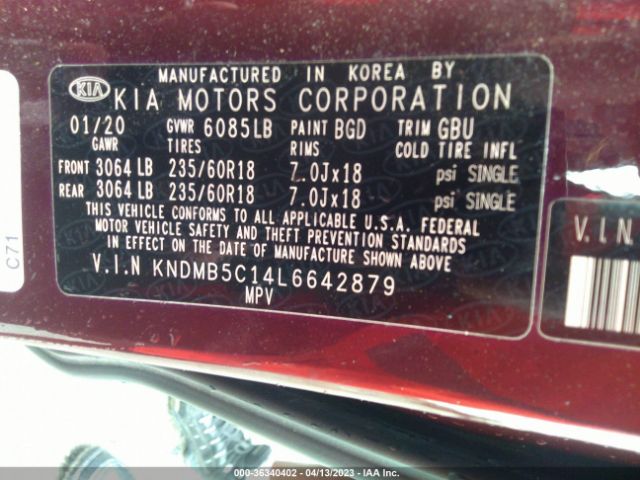 MANUFACTURED IN KOREA BY
KIA KIA MOTORS CORPORATION
01/20 GVWR 6085LB PAINT BGD TRIM GBU
GAWR TIRES RIMS COLD TIRE INFL
FRONT 3064 LB 235/60R18 7.0Jx18 psi SINGLE
REAR 3064 LB 235/60R18 7.0Jx18 psi SINGLE
THIS VEHICLE CONFORMS TO ALL APPLICABLE U.S.A. FEDERAL
MOTOR VEHICLE SAFETY AND THEFT PREVENTION STANDARDS
IN EFFECT ON THE DATE OF MANUFACTURE SHOWN ABOVE
V.I.N KNDMB5C14L6642879
MPV
C71
V.I.N
000-36340402 - 04/13/2023 - IAA Inc.